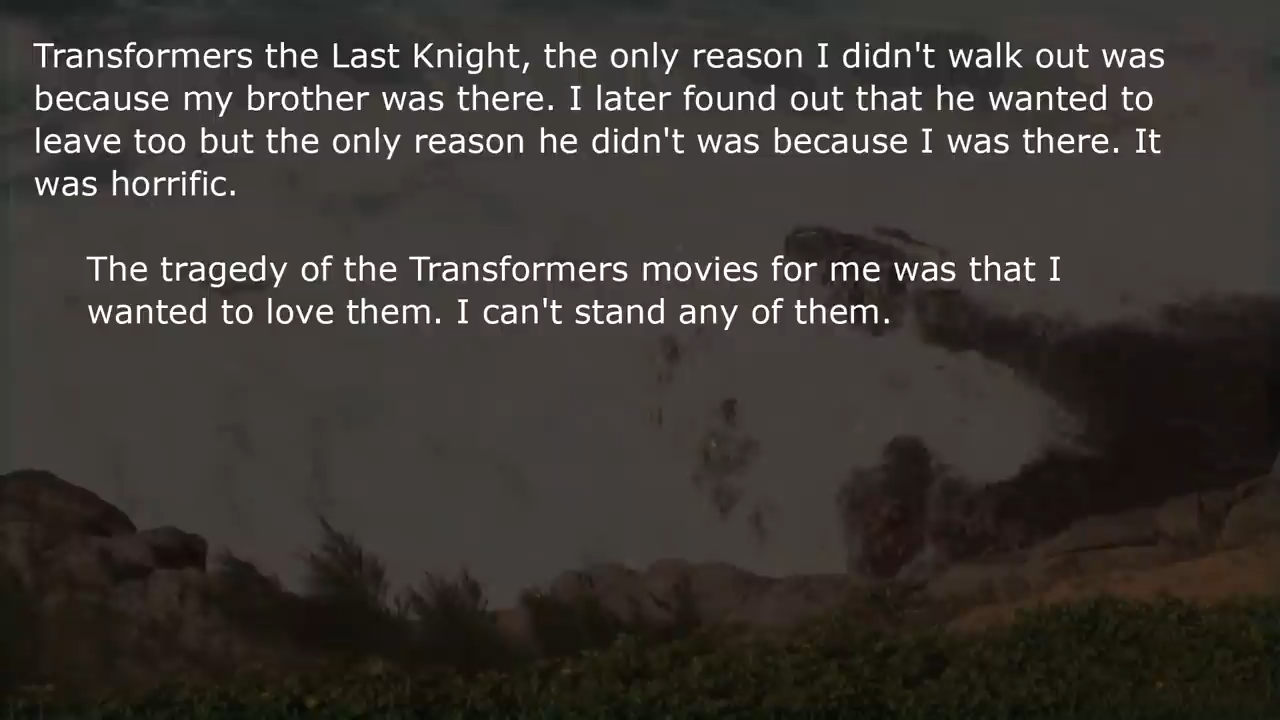 Transformers the Last Knight, the only reason I didn't walk out was
because my brother was there. I later found out that he wanted to
leave too but the only reason he didn't was because I was there. It
was horrific.
The tragedy of the Transformers movies for me was that I
wanted to love them. I can't stand any of them.